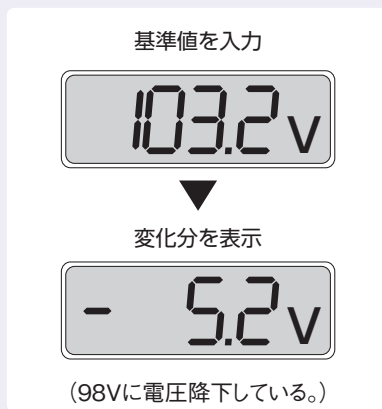 基準値を入力
103.2V
変化分を表示
- 5.2V
（98Vに電圧降下している。）